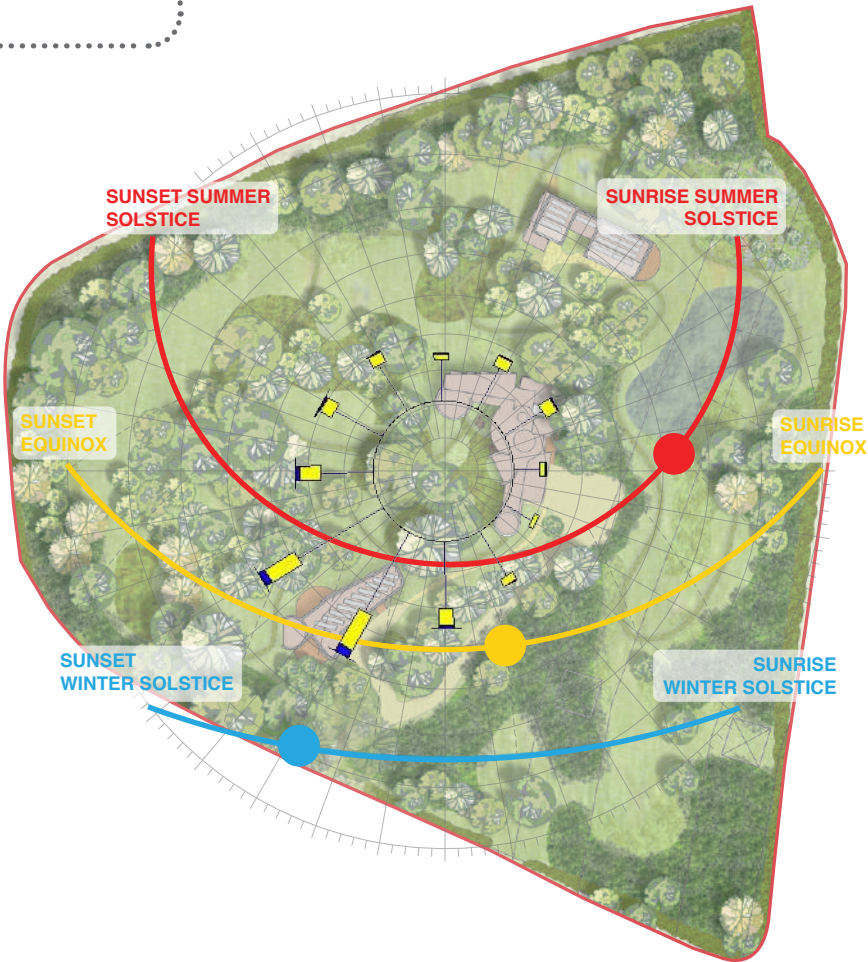 SUNSET SUMMER
SOLSTICE
SUNRISE SUMMER
SOLSTICE
SUNSET
EQUINOX
SUNRISE
EQUINOX
SUNSET
WINTER SOLSTICE
SUNRISE
WINTER SOLSTICE